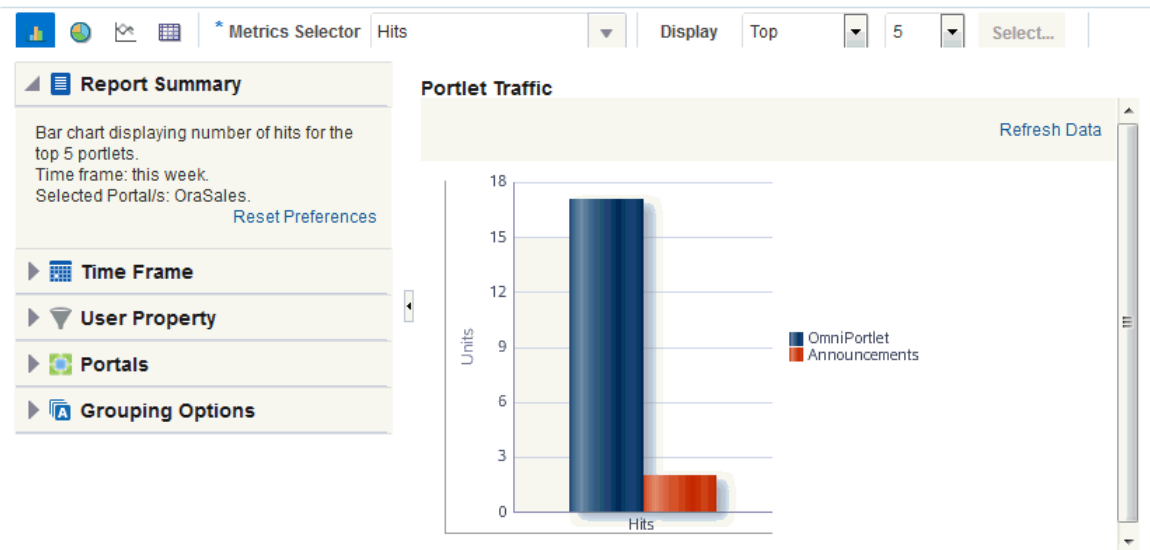 * Metrics Selector Hits Display Top 5 Select...
Report Summary
Bar chart displaying number of hits for the
top 5 portlets.
Time frame: this week.
Selected Portal/s: OraSales.
Reset Preferences
Time Frame
User Property
Portals
A Grouping Options
Portlet Traffic
Refresh Data
18
15
12
9
6
3
0
Units
Hits
OmniPortlet
Announcements